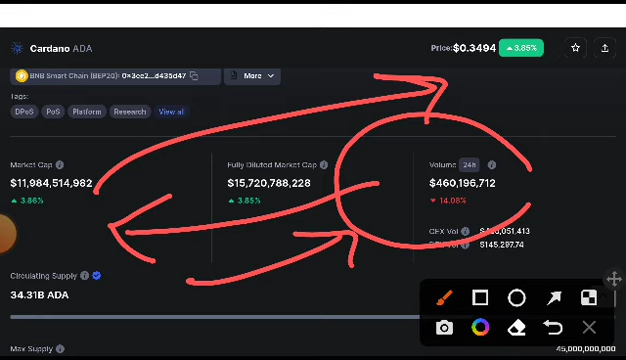 Cardano ADA
Price: $0.3494 ▲ 3.85%
BNB Smart Chain (BEP20): 0x3ee2...d435d47
More
Tags:
DPoS PoS Platform Research View all
Market Cap
$11,984,514,982
▲ 3.86%
Fully Diluted Market Cap
$15,720,788,228
▲ 3.85%
Volume 24h
$460,196,712
▼ 14.08%
CEX Vol
$145,297.74
Circulating Supply
34.31B ADA
Max Supply
45,000,000,000